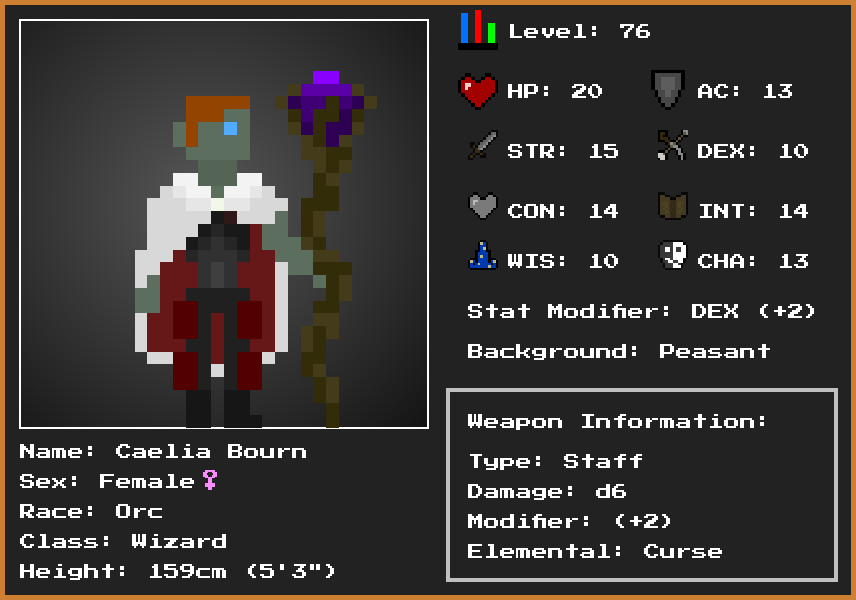 Level: 76
HP: 20 AC: 13
STR: 15 DEX: 10
CON: 14 INT: 14
WIS: 10 CHA: 13
Stat Modifier: DEX (+2)
Background: Peasant
Weapon Information:
Type: Staff
Damage: d6
Modifier: (+2)
Elemental: Curse
Name: Caelia Bourn
Sex: Female♀
Race: Orc
Class: Wizard
Height: 159cm (5'3")